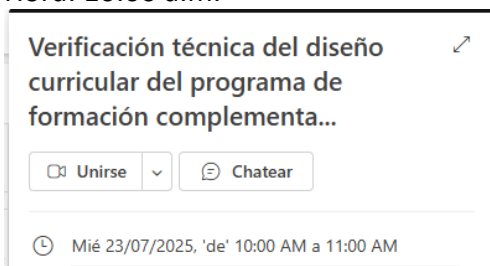 Verificación técnica del diseño
curricular del programa de
formación complementa...
Unirse
Chatear
Mié 23/07/2025, 'de' 10:00 AM a 11:00 AM